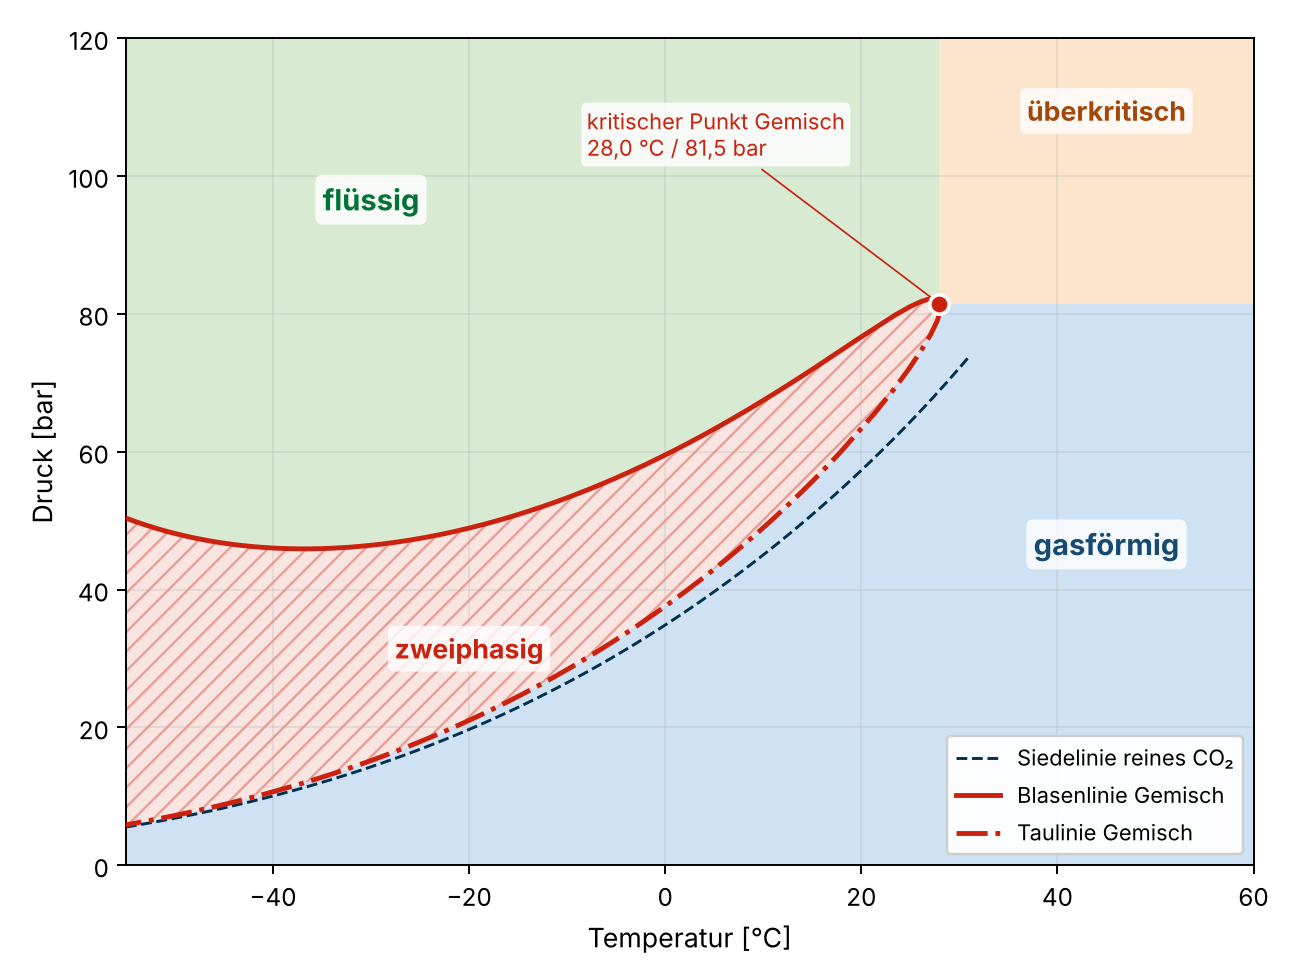 120
100
80
60
40
20
0
Druck [bar]
kritischer Punkt Gemisch
28,0 °C / 81,5 bar
überkritisch
flüssig
gasförmig
zweiphasig
Siedelinie reines CO₂
Blasenlinie Gemisch
Taulinie Gemisch
−40
−20
0
20
40
60
Temperatur [°C]